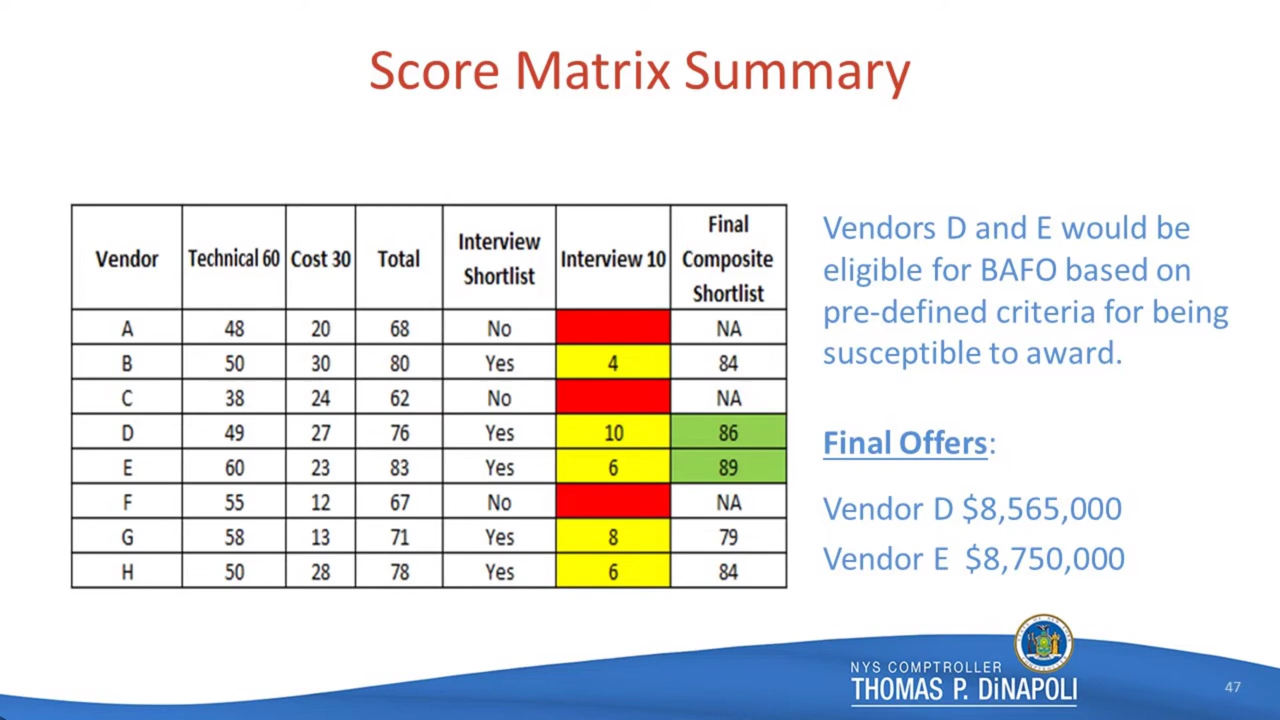 Score Matrix Summary
Vendor Technical 60 Cost 30 Total Interview Shortlist Interview 10 Final Composite Shortlist
A 48 20 68 No NA
B 50 30 80 Yes 4 84
C 38 24 62 No NA
D 49 27 76 Yes 10 86
E 60 23 83 Yes 6 89
F 55 12 67 No NA
G 58 13 71 Yes 8 79
H 50 28 78 Yes 6 84
Vendors D and E would be
eligible for BAFO based on
pre-defined criteria for being
susceptible to award.
Final Offers:
Vendor D $8,565,000
Vendor E $8,750,000
NYS COMPTROLLER
THOMAS P. DiNAPOLI
47